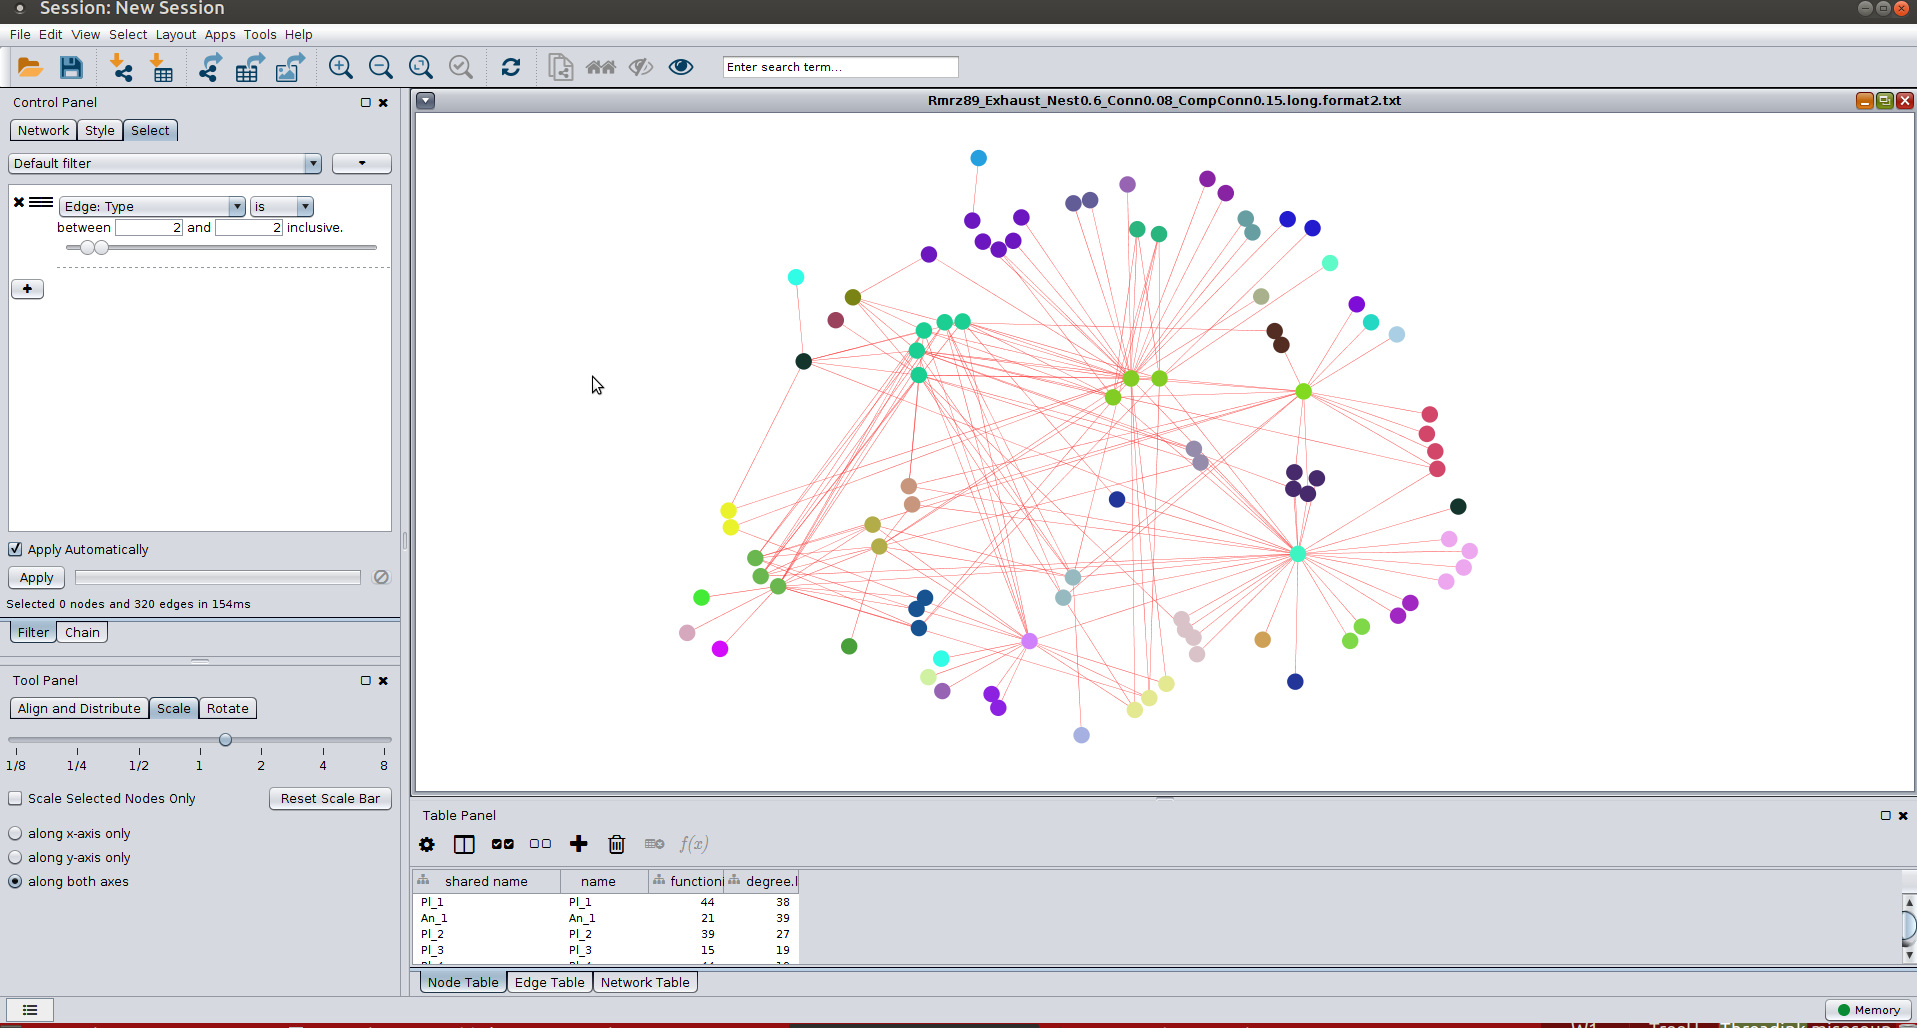 Session: New Session
File Edit View Select Layout Apps Tools Help
Enter search term...
Control Panel
Network Style Select
Default filter
Edge: Type is
between 2 and 2 inclusive.
Apply Automatically
Apply
Selected 0 nodes and 320 edges in 154ms
Filter Chain
Tool Panel
Align and Distribute Scale Rotate
1/8 1/4 1/2 1 2 4 8
Scale Selected Nodes Only Reset Scale Bar
along x-axis only
along y-axis only
along both axes
Rmrz89_Exhaust_Nest0.6_Conn0.08_CompConn0.15.long.format2.txt
Table Panel
f(x)
shared name name functioni degree.l
Pl_1 Pl_1 44 38
An_1 An_1 21 39
Pl_2 Pl_2 39 27
Pl_3 Pl_3 15 19
Node Table Edge Table Network Table
Memory